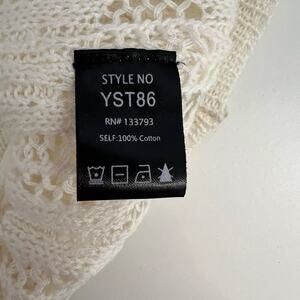 STYLE NO
YST86
RN# 133793
SELF:100% Cotton